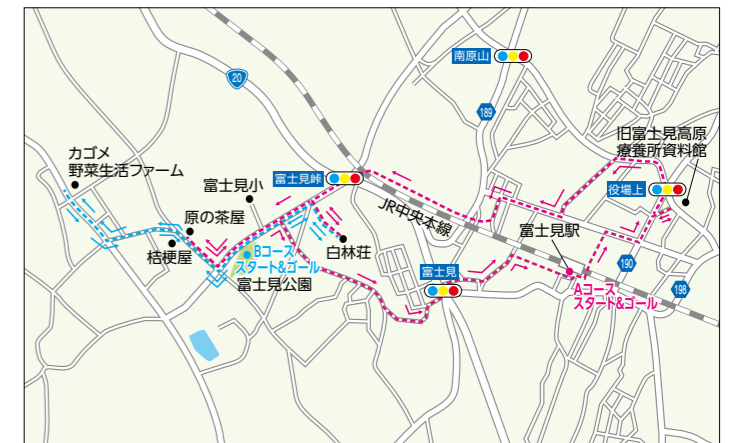 南原山
20
189
旧富士見高原
療養所資料館
カゴメ
野菜生活ファーム
富士見小
富士見峠
役場上
原の茶屋
JR中央本線
富士見駅
桔梗屋
Bコース
スタート&ゴール
白林荘
富士見公園
富士見
190
Aコース
スタート&ゴール
198